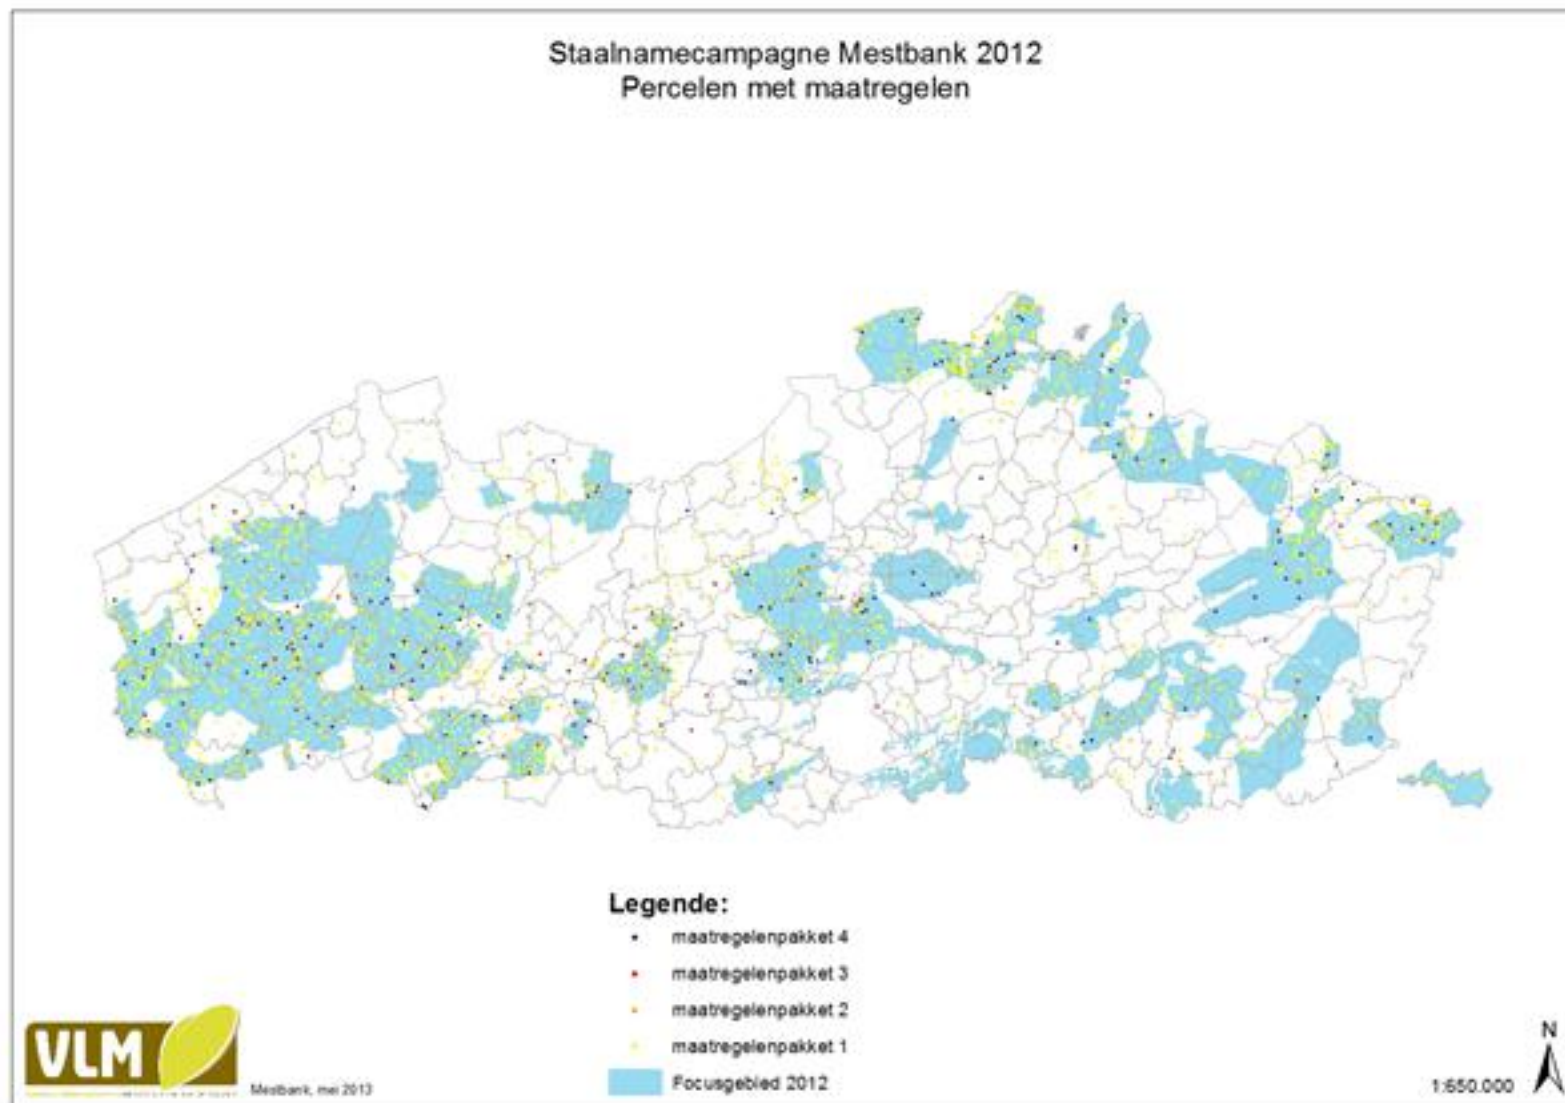 Staalnamecampagne Mestbank 2012
Percelen met maatregelen
Legende:
maatregelenpakket 4
maatregelenpakket 3
maatregelenpakket 2
maatregelenpakket 1
Focusgebied 2012
VLM
Mestbank, mei 2013
N
1:650.000